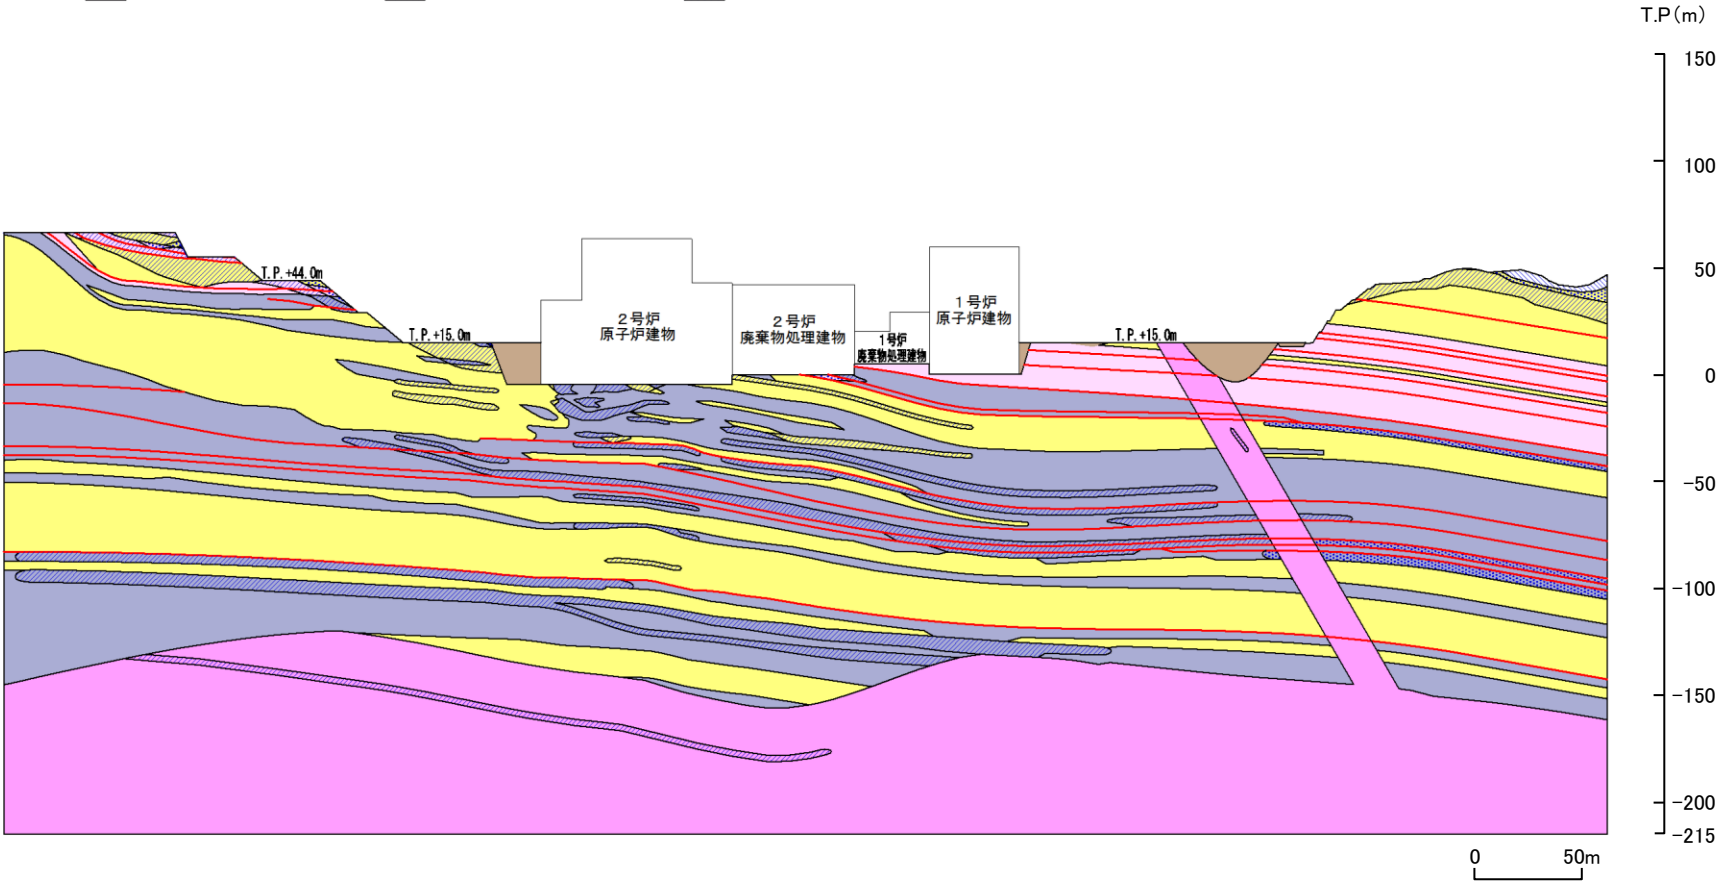 T.P(m)
150
100
50
0
-50
-100
-150
-200
-215
T.P.+44.0m
T.P.+15.0m
2号炉
原子炉建物
2号炉
廃棄物処理建物
1号炉
廃棄物処理建物
1号炉
原子炉建物
T.P.+15.0m
0
50m